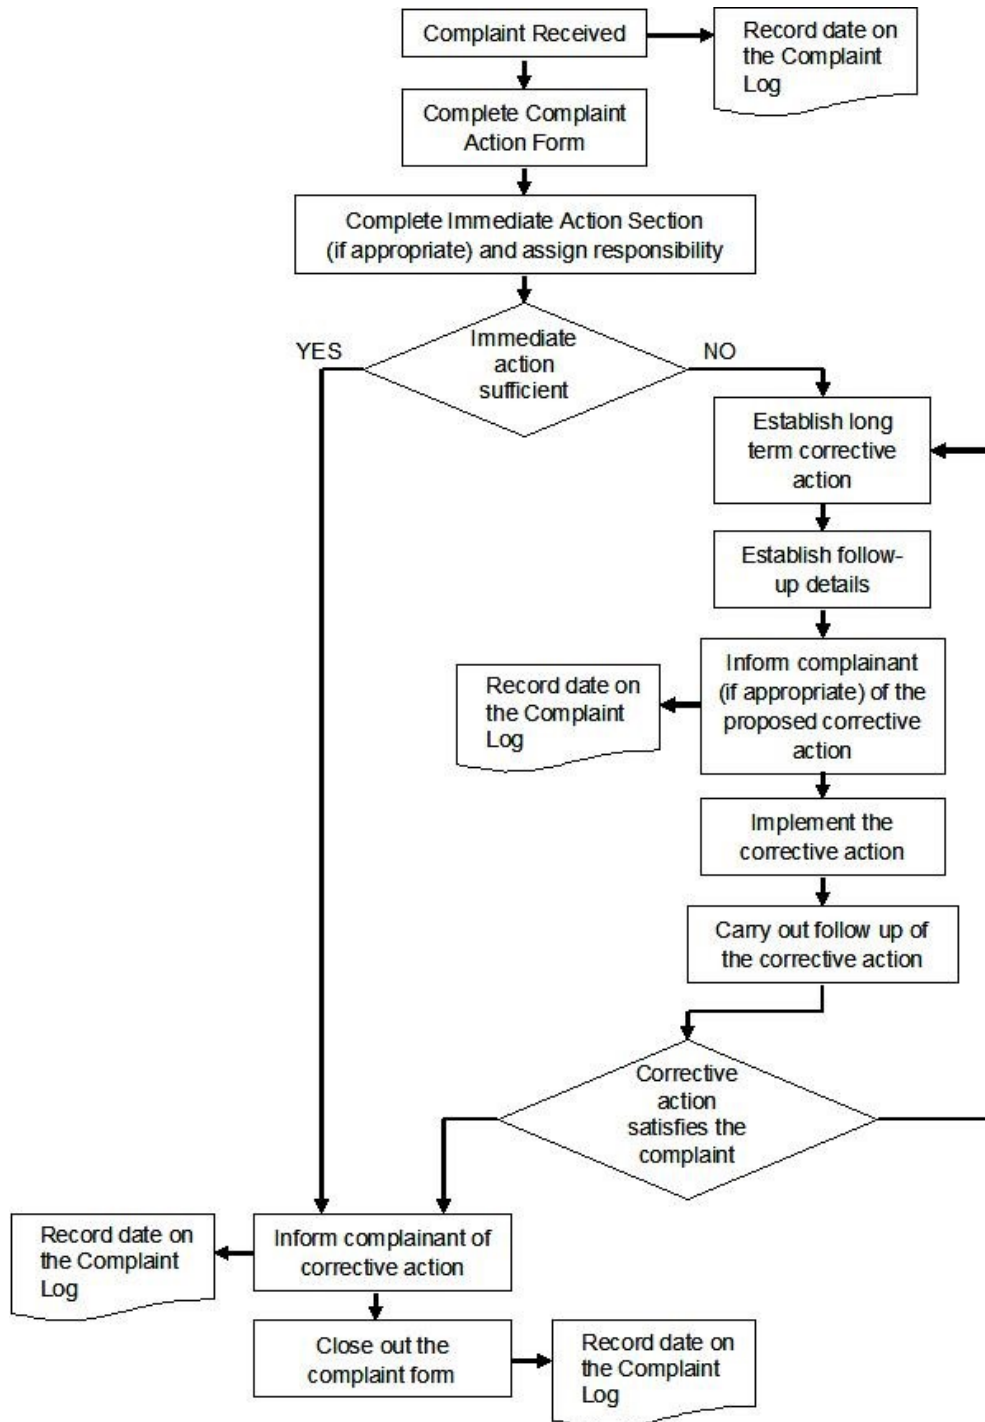 Complaint Received
Record date on
the Complaint
Log
Complete Complaint
Action Form
Complete Immediate Action Section
(if appropriate) and assign responsibility
YES
Immediate
action
sufficient
NO
Establish long
term corrective
action
Establish follow-
up details
Inform complainant
(if appropriate) of the
proposed corrective
action
Record date on
the Complaint
Log
Implement the
corrective action
Carry out follow up of
the corrective action
Corrective
action
satisfies the
complaint
Inform complainant of
corrective action
Record date on
the Complaint
Log
Close out the
complaint form
Record date on
the Complaint
Log